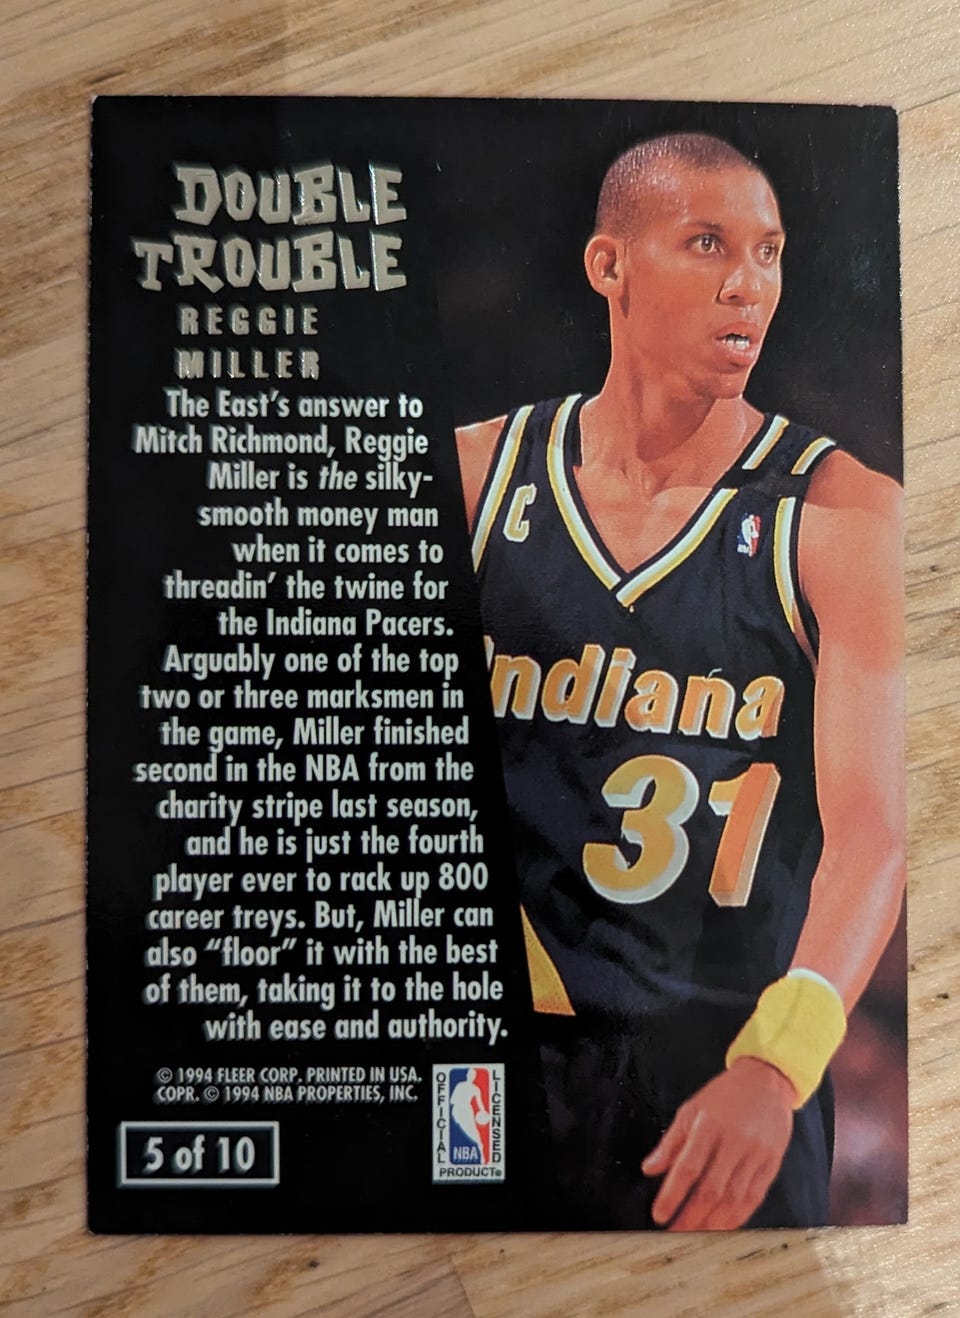 DOUBLE
TROUBLE
REGGIE
MILLER
The East's answer to
Mitch Richmond, Reggie
Miller is the silky-
smooth money man
when it comes to
threadin' the twine for
the Indiana Pacers.
Arguably one of the top
two or three marksmen in
the game, Miller finished
second in the NBA from the
charity stripe last season,
and he is just the fourth
player ever to rack up 800
career treys. But, Miller can
also "floor" it with the best
of them, taking it to the hole
with ease and authority.
© 1994 FLEER CORP. PRINTED IN USA.
COPR. © 1994 NBA PROPERTIES, INC.
5 of 10
OFFICIAL
LICENSED
NBA
PRODUCT®
C
Indiana
31